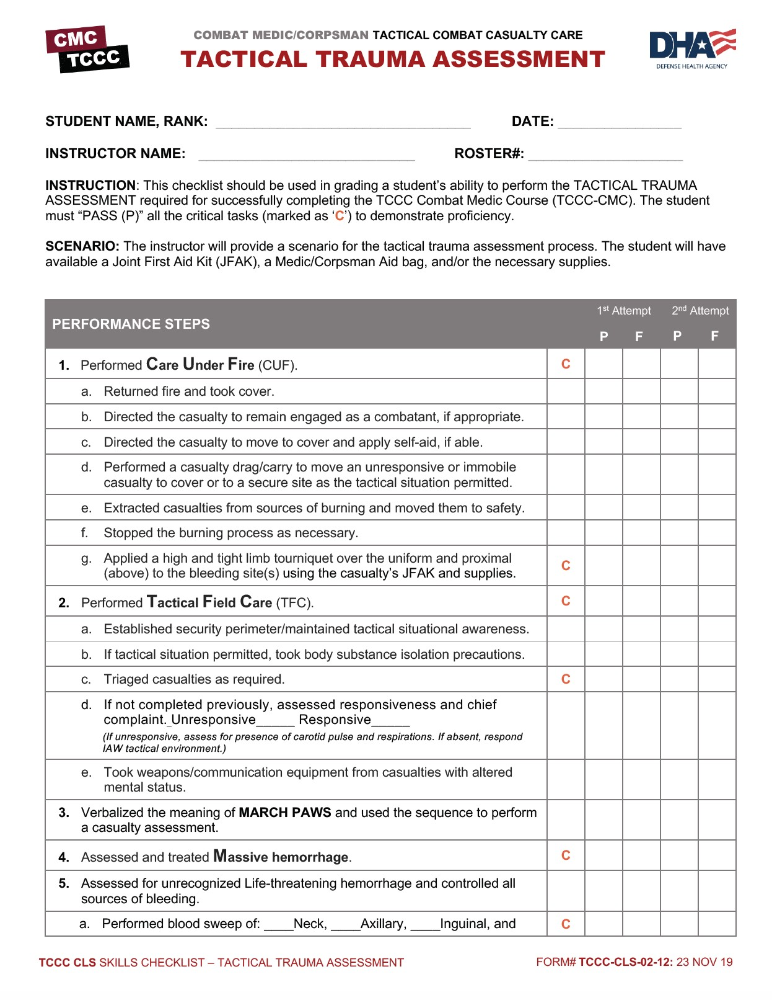 CMC
TCCC
COMBAT MEDIC/CORPSMAN TACTICAL COMBAT CASUALTY CARE
TACTICAL TRAUMA ASSESSMENT
DHA
DEFENSE HEALTH AGENCY
STUDENT NAME, RANK: ______________________________ DATE: ________________
INSTRUCTOR NAME: ____________________________ ROSTER#: ____________________
INSTRUCTION: This checklist should be used in grading a student’s ability to perform the TACTICAL TRAUMA
ASSESSMENT required for successfully completing the TCCC Combat Medic Course (TCCC-CMC). The student
must “PASS (P)” all the critical tasks (marked as ‘C’) to demonstrate proficiency.
SCENARIO: The instructor will provide a scenario for the tactical trauma assessment process. The student will have
available a Joint First Aid Kit (JFAK), a Medic/Corpsman Aid bag, and/or the necessary supplies.
PERFORMANCE STEPS
1st Attempt 2nd Attempt
P F P F
1. Performed Care Under Fire (CUF). C
a. Returned fire and took cover.
b. Directed the casualty to remain engaged as a combatant, if appropriate.
c. Directed the casualty to move to cover and apply self-aid, if able.
d. Performed a casualty drag/carry to move an unresponsive or immobile
casualty to cover or to a secure site as the tactical situation permitted.
e. Extracted casualties from sources of burning and moved them to safety.
f. Stopped the burning process as necessary.
g. Applied a high and tight limb tourniquet over the uniform and proximal
(above) to the bleeding site(s) using the casualty’s JFAK and supplies. C
2. Performed Tactical Field Care (TFC). C
a. Established security perimeter/maintained tactical situational awareness.
b. If tactical situation permitted, took body substance isolation precautions.
c. Triaged casualties as required. C
d. If not completed previously, assessed responsiveness and chief
complaint._Unresponsive_____ Responsive_____
(If unresponsive, assess for presence of carotid pulse and respirations. If absent, respond
IAW tactical environment.)
e. Took weapons/communication equipment from casualties with altered
mental status.
3. Verbalized the meaning of MARCH PAWS and used the sequence to perform
a casualty assessment.
4. Assessed and treated Massive hemorrhage. C
5. Assessed for unrecognized Life-threatening hemorrhage and controlled all
sources of bleeding.
a. Performed blood sweep of: ____Neck, ____Axillary, ____Inguinal, and C
TCCC CLS SKILLS CHECKLIST – TACTICAL TRAUMA ASSESSMENT FORM# TCCC-CLS-02-12: 23 NOV 19